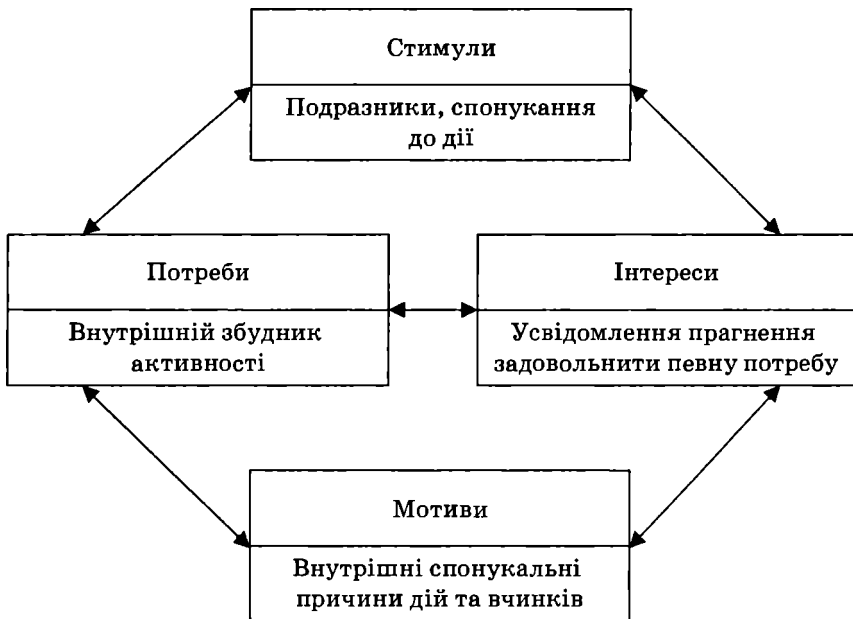 Стимули
Подразники, спонукання
до дії
Потреби
Внутрішній збудник
активності
Інтереси
Усвідомлення прагнення
задовольнити певну потребу
Мотиви
Внутрішні спонукальні
причини дій та вчинків